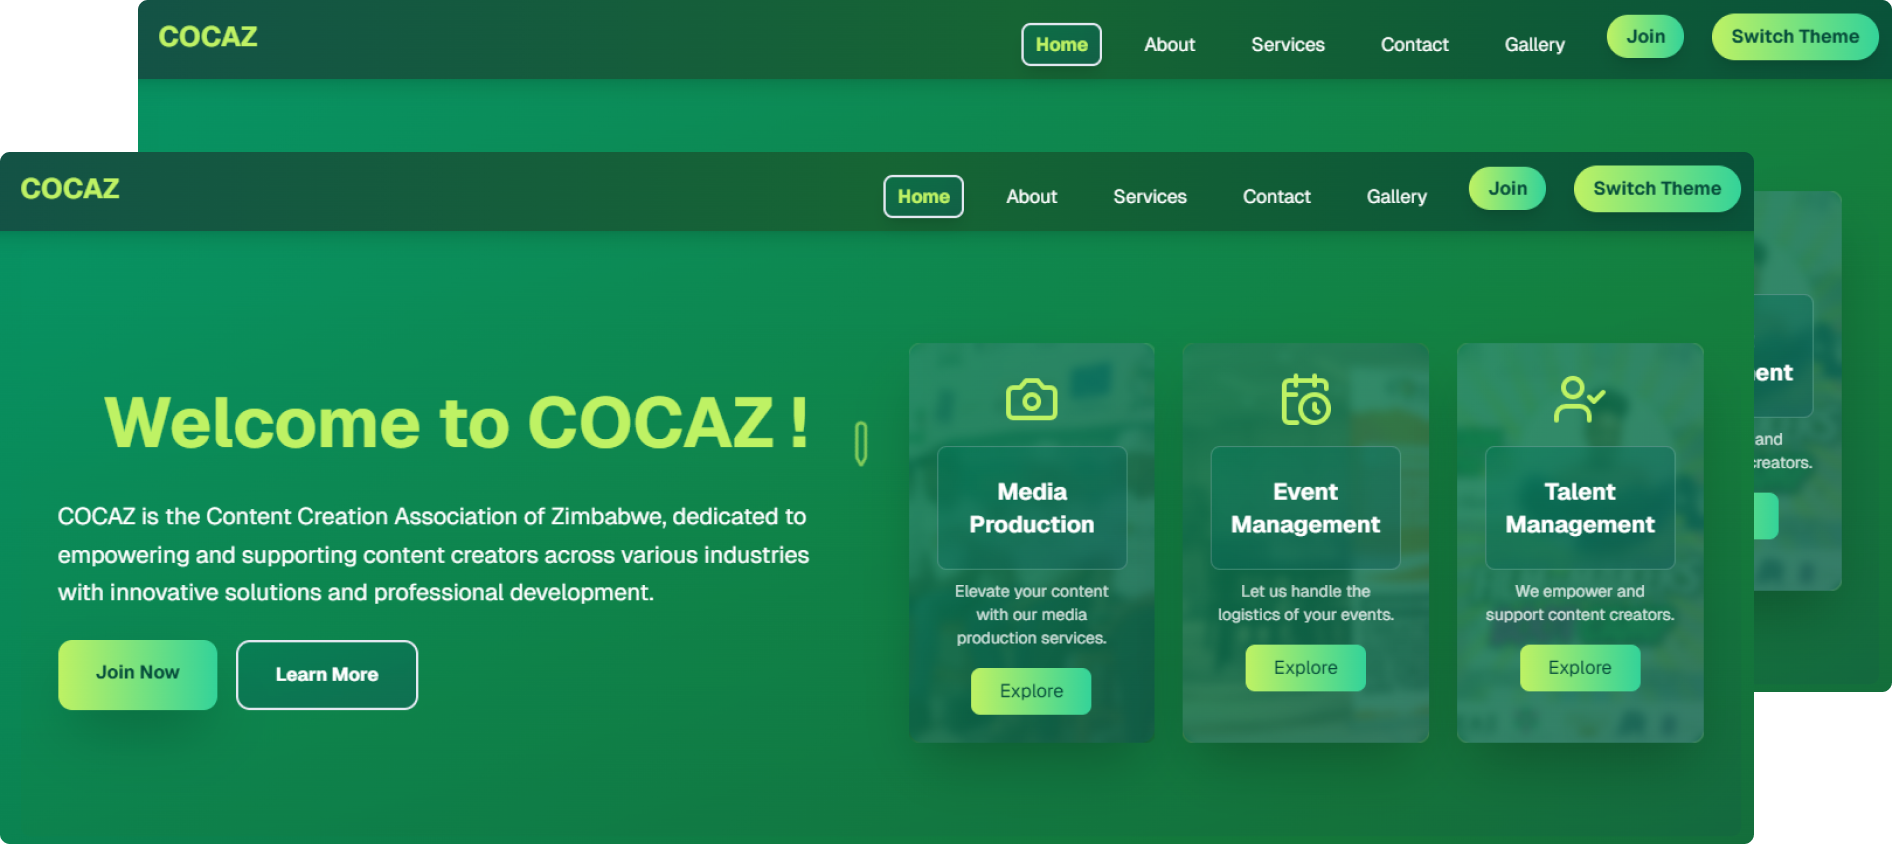 COCAZ
Home
About
Services
Contact
Gallery
Join
Switch Theme
COCAZ
Home
About
Services
Contact
Gallery
Join
Switch Theme
Welcome to COCAZ !
COCAZ is the Content Creation Association of Zimbabwe, dedicated to
empowering and supporting content creators across various industries
with innovative solutions and professional development.
Join Now
Learn More
Media
Production
Elevate your content
with our media
production services.
Explore
Event
Management
Let us handle the
logistics of your events.
Explore
Talent
Management
We empower and
support content creators.
Explore
and